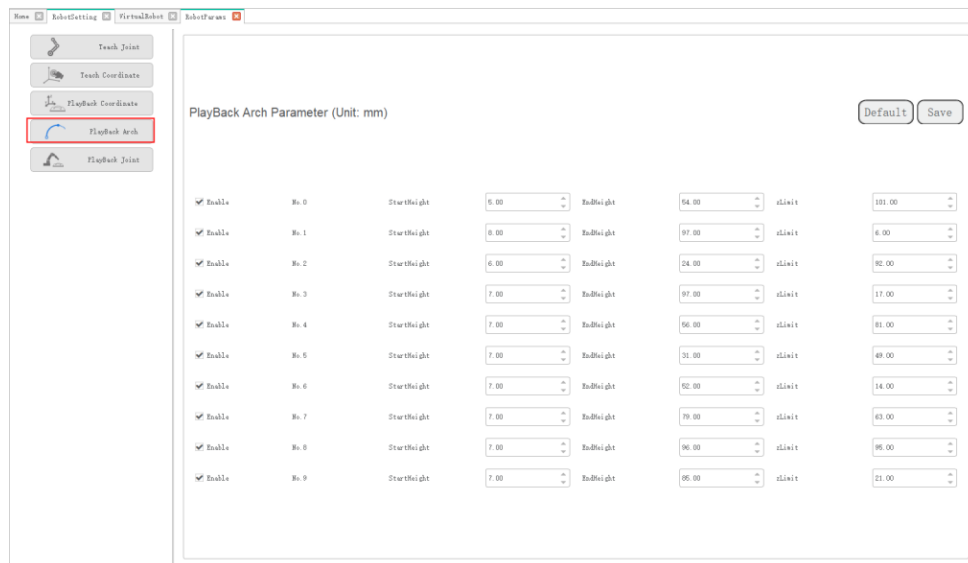 Home RobotSetting VirtualRobot RobotParams
Teach Joint
Teach Coordinate
PlayBack Coordinate
PlayBack Arch
PlayBack Joint
PlayBack Arch Parameter (Unit: mm)
Default Save
Enable No.0 StartHeight 5.00 EndHeight 54.00 zLimit 101.00
Enable No.1 StartHeight 8.00 EndHeight 97.00 zLimit 6.00
Enable No.2 StartHeight 6.00 EndHeight 24.00 zLimit 92.00
Enable No.3 StartHeight 7.00 EndHeight 97.00 zLimit 17.00
Enable No.4 StartHeight 7.00 EndHeight 56.00 zLimit 81.00
Enable No.5 StartHeight 7.00 EndHeight 31.00 zLimit 49.00
Enable No.6 StartHeight 7.00 EndHeight 52.00 zLimit 14.00
Enable No.7 StartHeight 7.00 EndHeight 79.00 zLimit 63.00
Enable No.8 StartHeight 7.00 EndHeight 96.00 zLimit 95.00
Enable No.9 StartHeight 7.00 EndHeight 85.00 zLimit 21.00